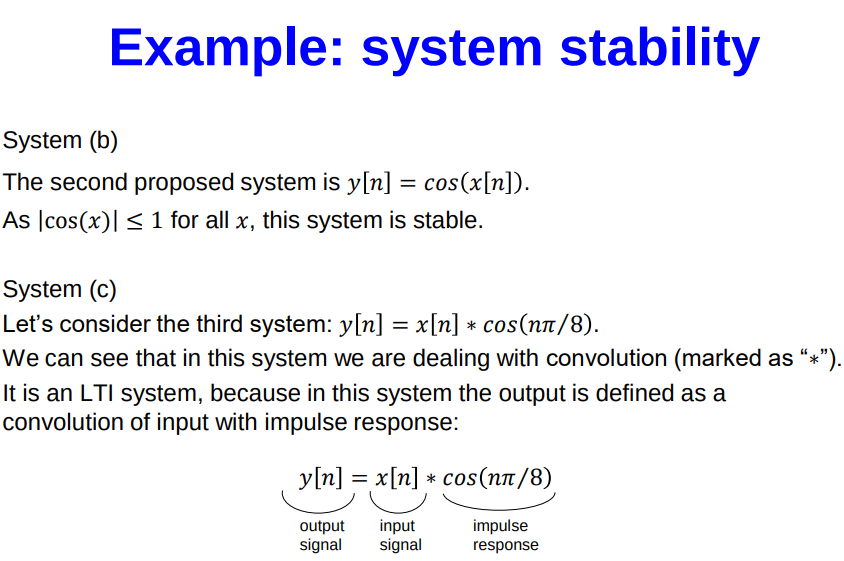 Example: system stability
System (b)
The second proposed system is y[n] = cos(x[n]).
As |cos(x)| ≤ 1 for all x, this system is stable.
System (c)
Let’s consider the third system: y[n] = x[n] ∗ cos(nπ/8).
We can see that in this system we are dealing with convolution (marked as “∗”).
It is an LTI system, because in this system the output is defined as a
convolution of input with impulse response:
y[n] = x[n] ∗ cos(nπ/8)
output input impulse
signal signal response